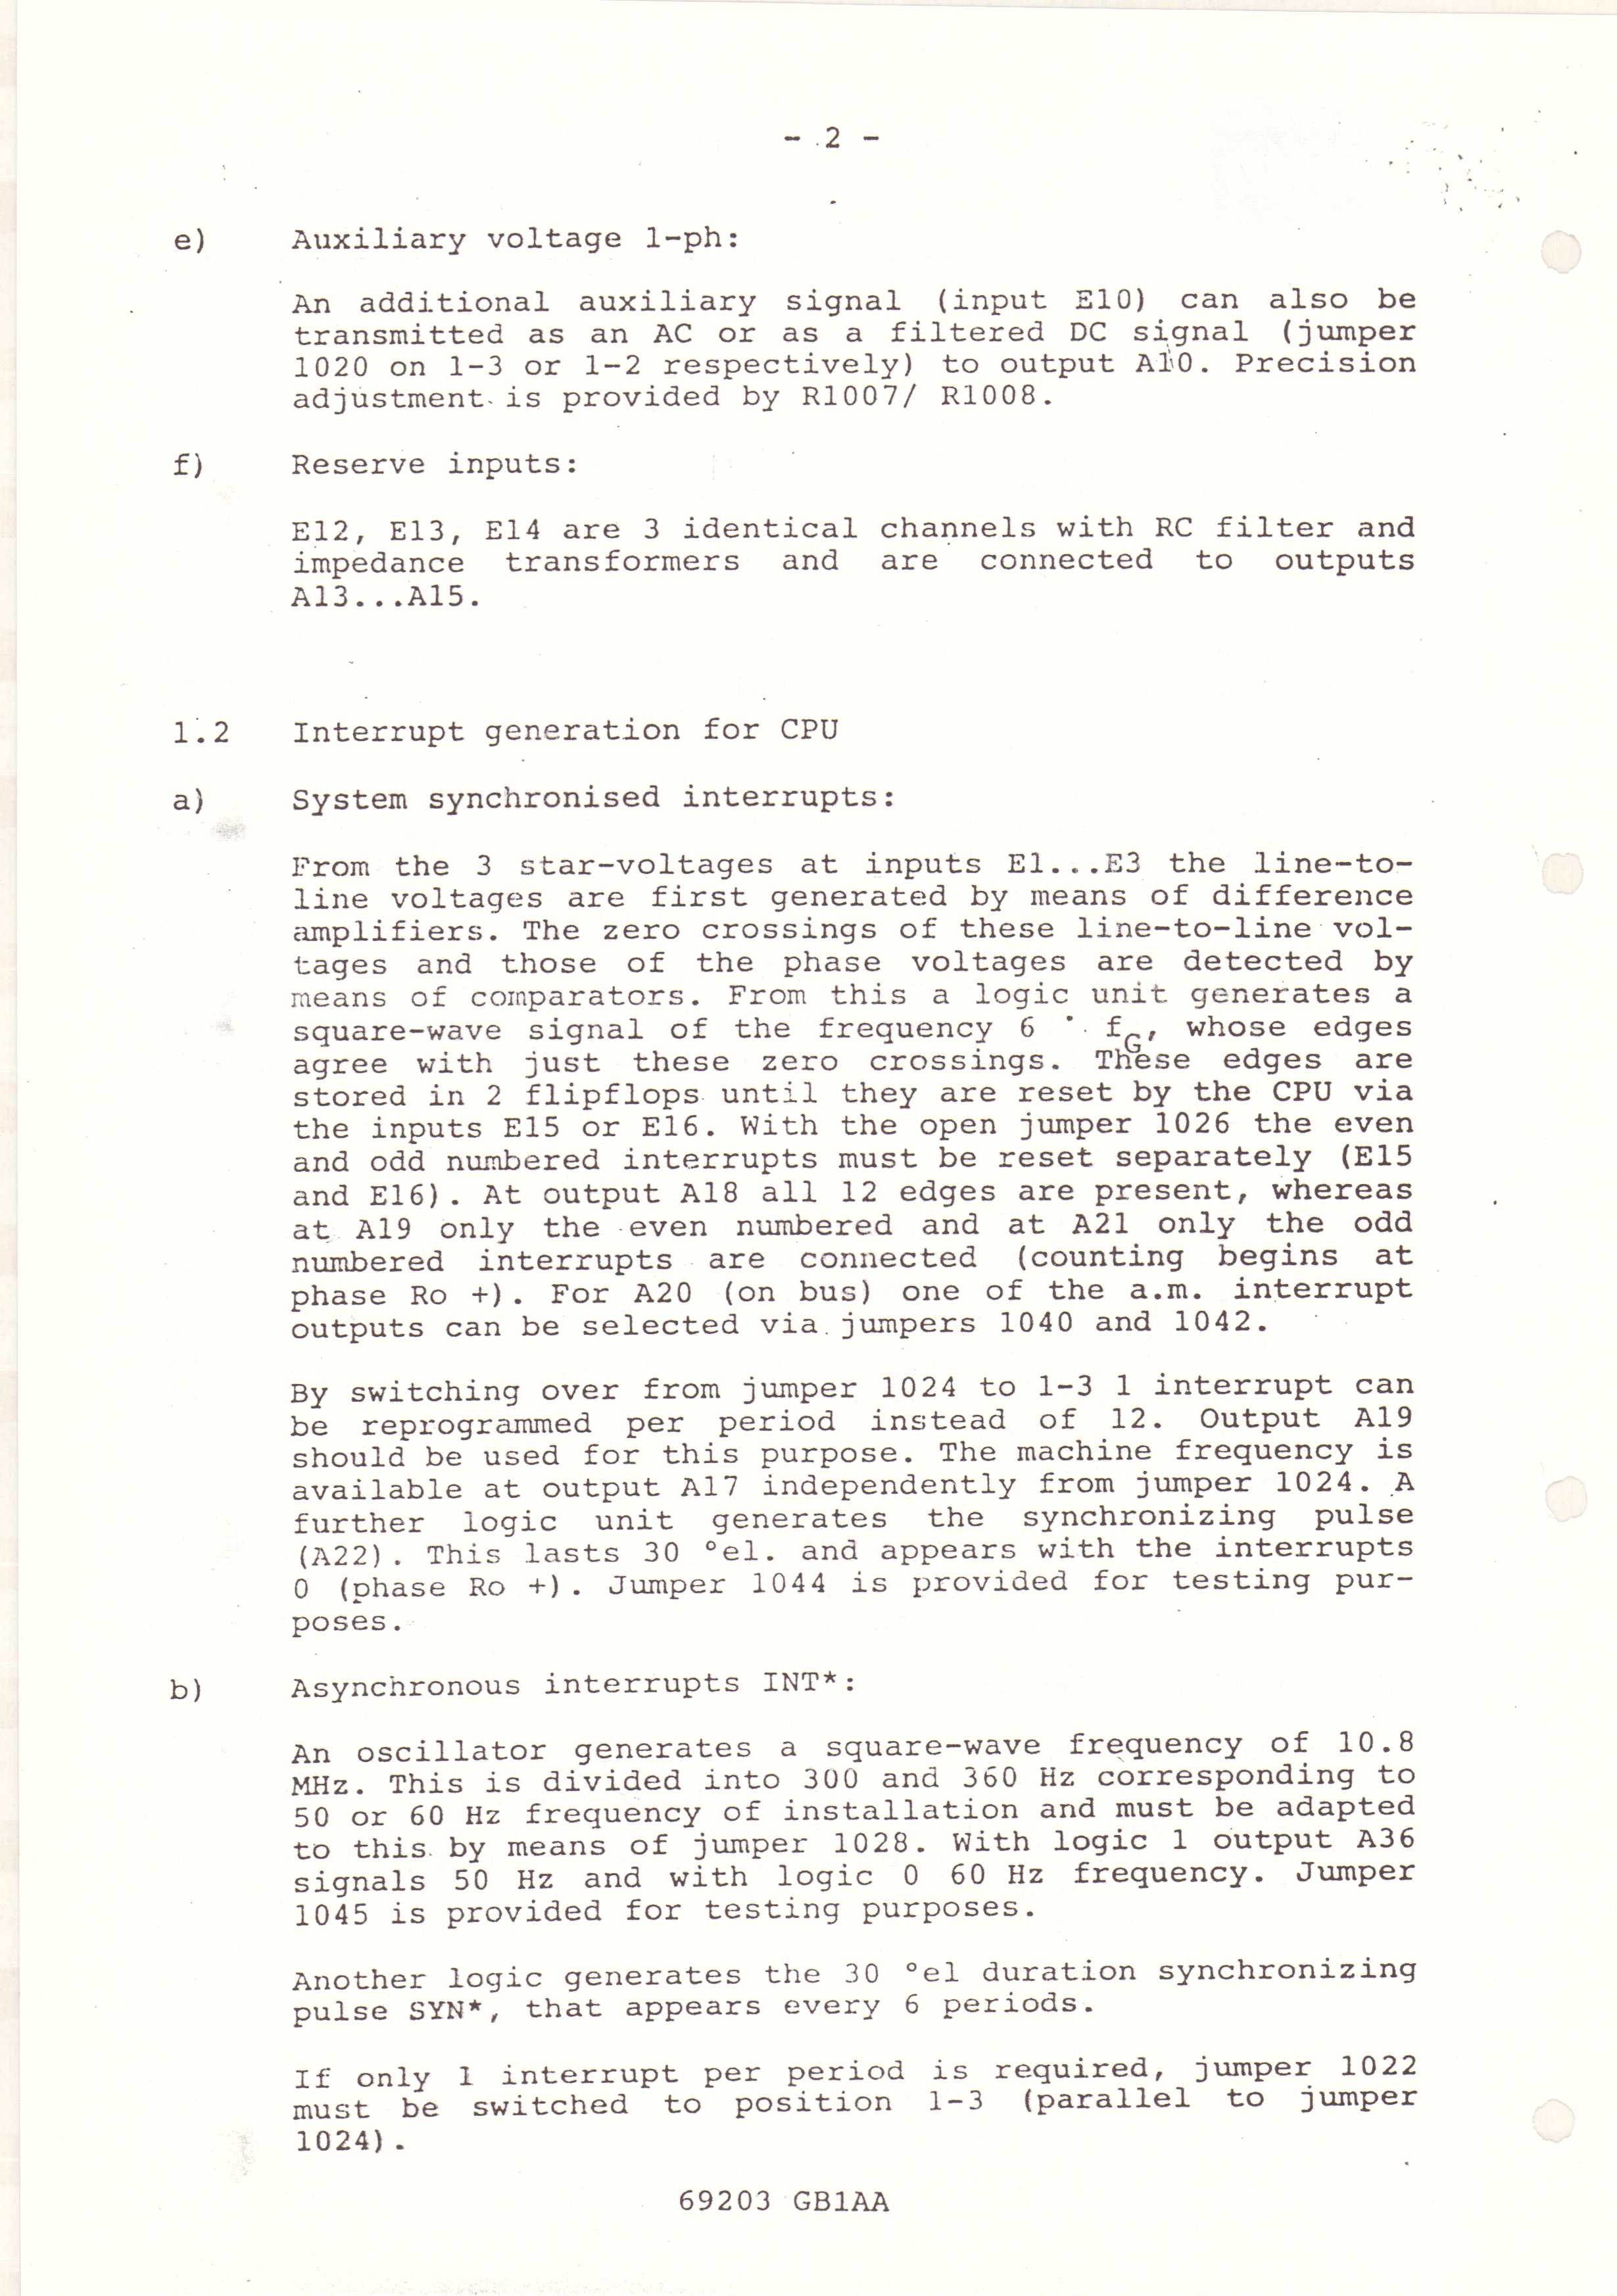 - 2 -
e) Auxiliary voltage 1-ph:
An additional auxiliary signal (input E10) can also be
transmitted as an AC or as a filtered DC signal (jumper
1020 on 1-3 or 1-2 respectively) to output A10. Precision
adjustment is provided by R1007/ R1008.
f) Reserve inputs:
E12, E13, E14 are 3 identical channels with RC filter and
impedance transformers and are connected to outputs
A13...A15.
1.2 Interrupt generation for CPU
a) System synchronised interrupts:
From the 3 star-voltages at inputs E1...E3 the line-to-
line voltages are first generated by means of difference
amplifiers. The zero crossings of these line-to-line vol-
tages and those of the phase voltages are detected by
means of comparators. From this a logic unit generates a
square-wave signal of the frequency 6 · fG, whose edges
agree with just these zero crossings. These edges are
stored in 2 flipflops until they are reset by the CPU via
the inputs E15 or E16. With the open jumper 1026 the even
and odd numbered interrupts must be reset separately (E15
and E16). At output A18 all 12 edges are present, whereas
at A19 only the even numbered and at A21 only the odd
numbered interrupts are connected (counting begins at
phase Ro +). For A20 (on bus) one of the a.m. interrupt
outputs can be selected via jumpers 1040 and 1042.
By switching over from jumper 1024 to 1-3 1 interrupt can
be reprogrammed per period instead of 12. Output A19
should be used for this purpose. The machine frequency is
available at output A17 independently from jumper 1024. A
further logic unit generates the synchronizing pulse
(A22). This lasts 30 °el. and appears with the interrupts
0 (phase Ro +). Jumper 1044 is provided for testing pur-
poses.
b) Asynchronous interrupts INT*:
An oscillator generates a square-wave frequency of 10.8
MHz. This is divided into 300 and 360 Hz corresponding to
50 or 60 Hz frequency of installation and must be adapted
to this by means of jumper 1028. With logic 1 output A36
signals 50 Hz and with logic 0 60 Hz frequency. Jumper
1045 is provided for testing purposes.
Another logic generates the 30 °el duration synchronizing
pulse SYN*, that appears every 6 periods.
If only 1 interrupt per period is required, jumper 1022
must be switched to position 1-3 (parallel to jumper
1024).
69203 GB1AA